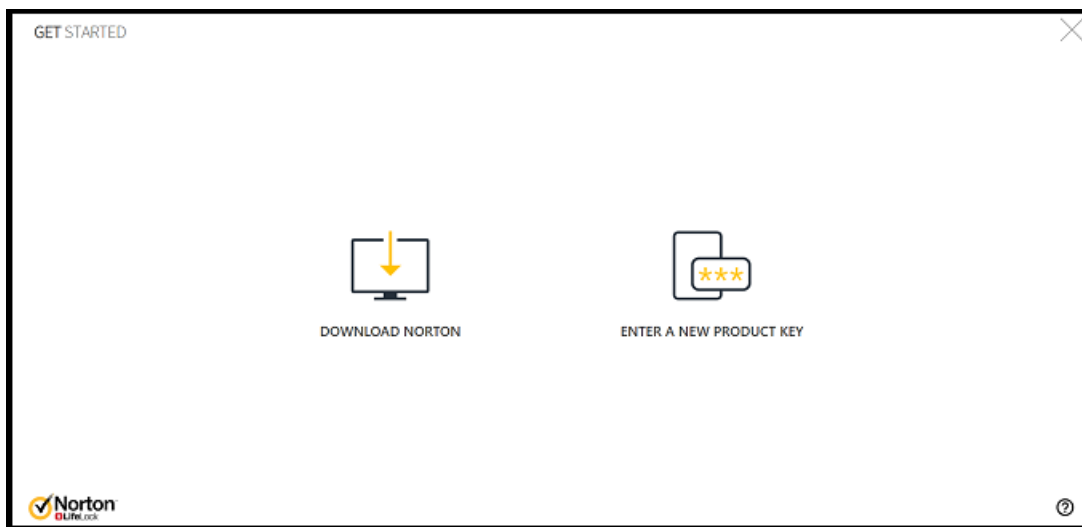 GET STARTED
***
DOWNLOAD NORTON
ENTER A NEW PRODUCT KEY
Norton
LifeLock